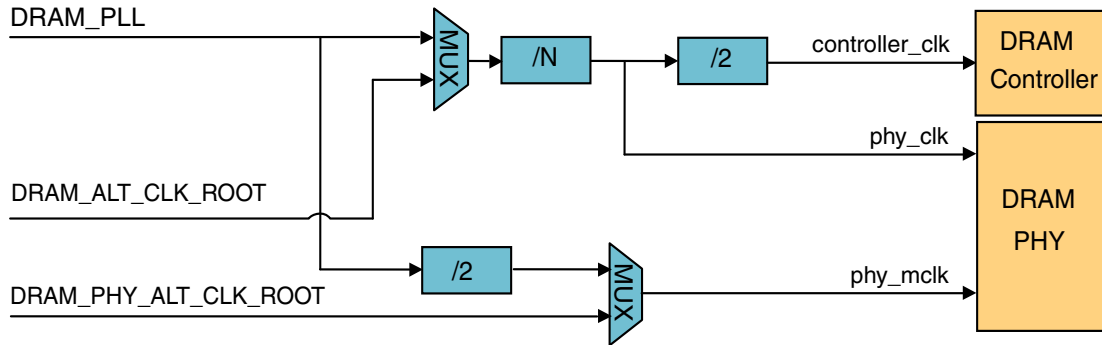 DRAM_PLL
MUX
/N
/2
controller_clk
DRAM
Controller
phy_clk
DRAM_ALT_CLK_ROOT
DRAM
PHY
/2
MUX
phy_mclk
DRAM_PHY_ALT_CLK_ROOT